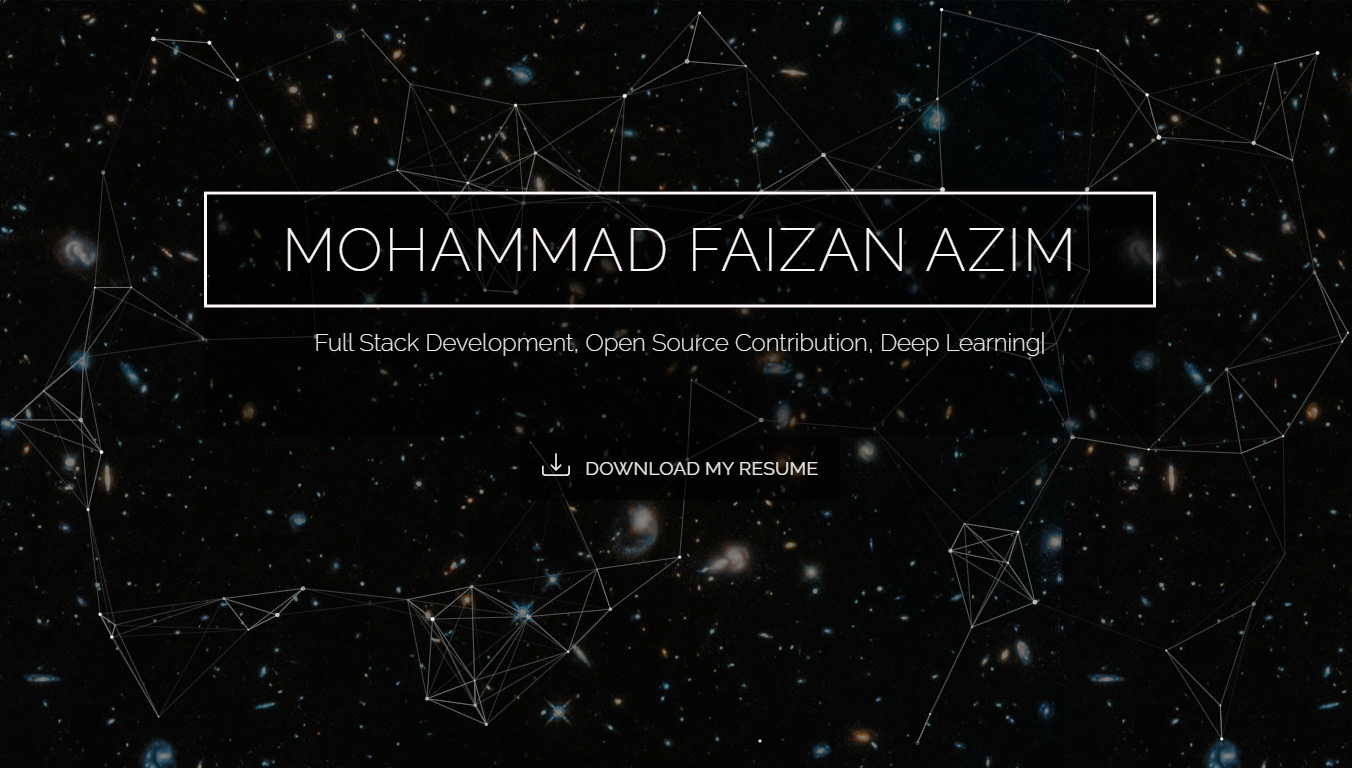 MOHAMMAD FAIZAN AZIM
Full Stack Development, Open Source Contribution, Deep Learning|
DOWNLOAD MY RESUME